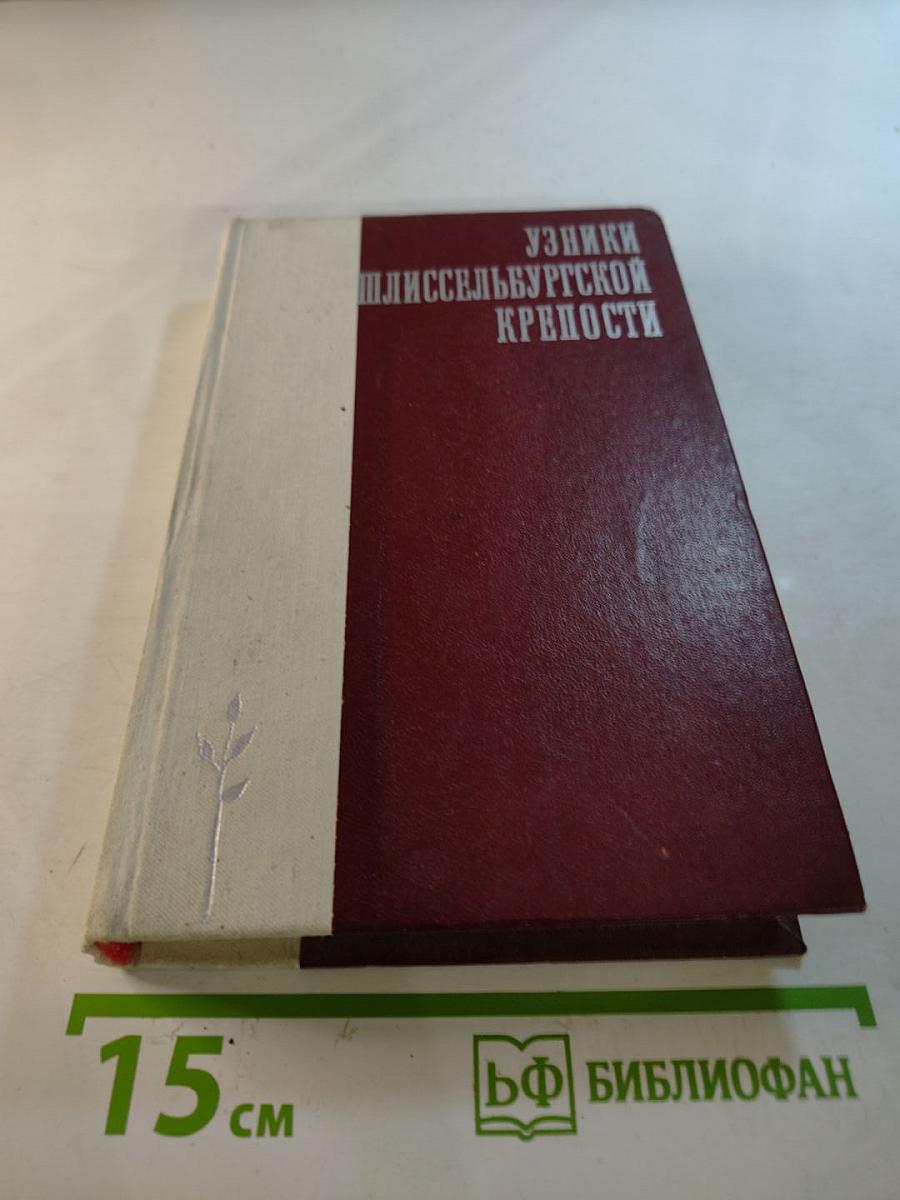 УЗНИКИ
ШЛИССЕЛЬБУРГСКОЙ
КРЕПОСТИ
15 см
ЬФ БИБЛИОФАН